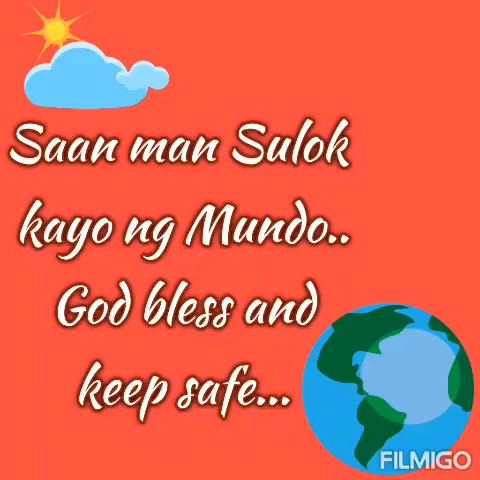 Saan man Sulok
kayo ng Mundo..
God bless and
keep safe...
FILMIGO